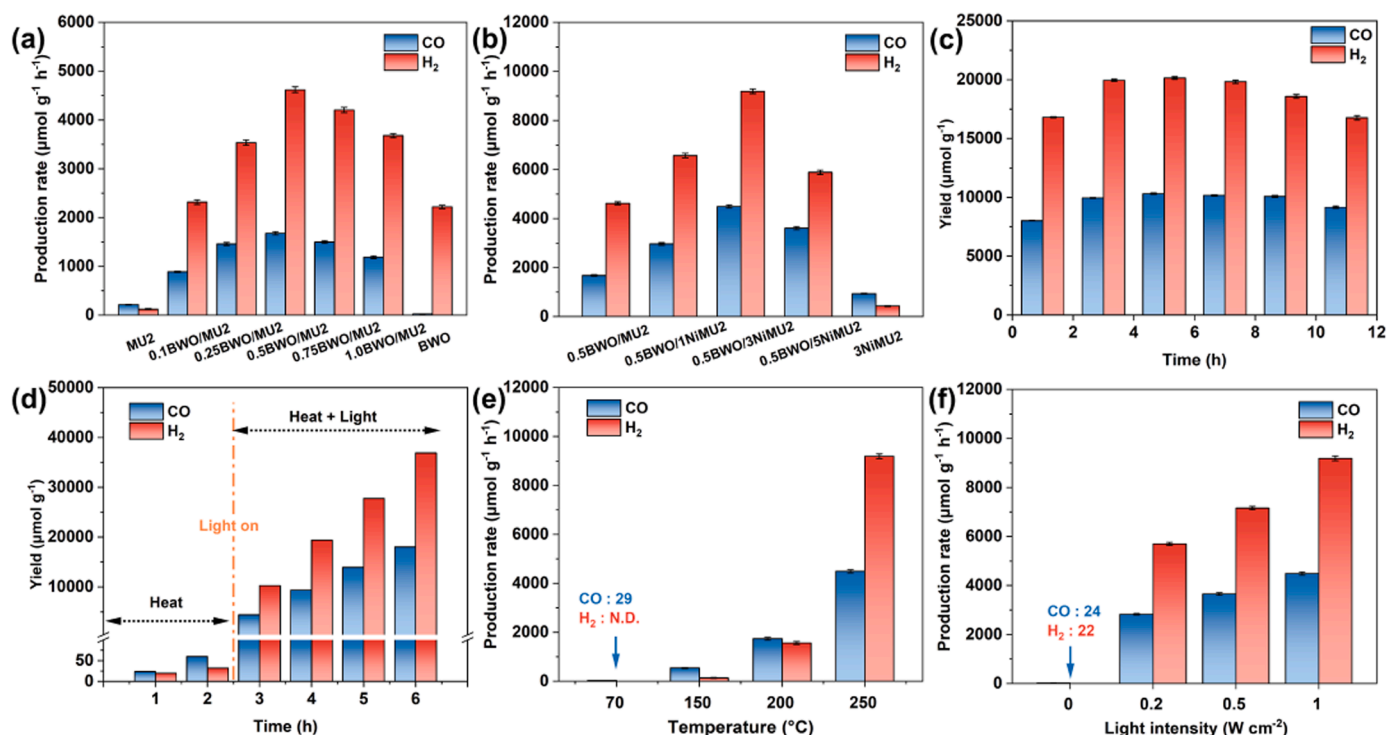 (a)
CO
H₂
Production rate (μmol g⁻¹ h⁻¹)
6000
5000
4000
3000
2000
1000
0
MU2
0.1BWO/MU2
0.25BWO/MU2
0.5BWO/MU2
0.75BWO/MU2
1.0BWO/MU2
BWO
(b)
CO
H₂
Production rate (μmol g⁻¹ h⁻¹)
12000
10000
8000
6000
4000
2000
0
0.5BWO/MU2
0.5BWO/1NiMU2
0.5BWO/3NiMU2
0.5BWO/5NiMU2
3NiMU2
(c)
CO
H₂
Yield (μmol g⁻¹)
25000
20000
15000
10000
5000
0
0 2 4 6 8 10 12
Time (h)
(d)
CO
H₂
Heat + Light
Light on
Heat
Yield (μmol g⁻¹)
50000
40000
30000
20000
10000
50
0
1 2 3 4 5 6
Time (h)
(e)
CO
H₂
CO : 29
H₂ : N.D.
Production rate (μmol g⁻¹ h⁻¹)
12000
10000
8000
6000
4000
2000
0
70 150 200 250
Temperature (°C)
(f)
CO
H₂
CO : 24
H₂ : 22
Production rate (μmol g⁻¹ h⁻¹)
12000
10000
8000
6000
4000
2000
0
0 0.2 0.5 1
Light intensity (W cm⁻²)